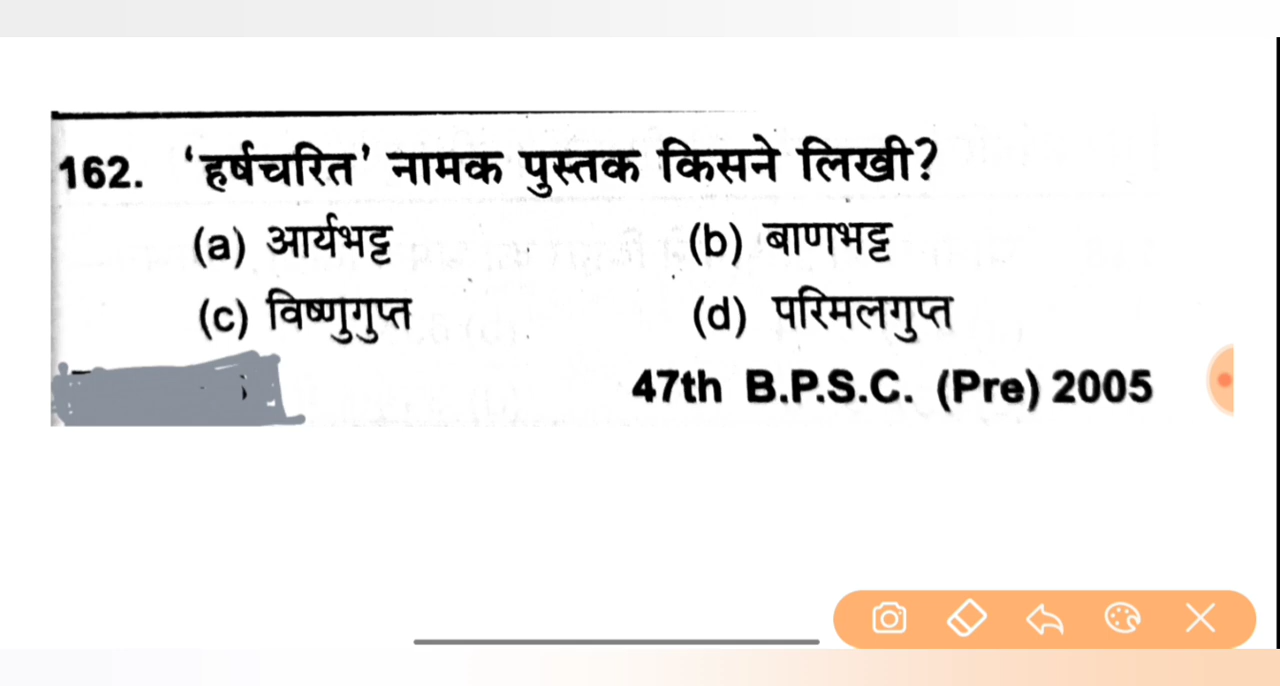 162. 'हर्षचरित' नामक पुस्तक किसने लिखी?
(a) आर्यभट्ट (b) बाणभट्ट
(c) विष्णुगुप्त (d) परिमलगुप्त
47th B.P.S.C. (Pre) 2005